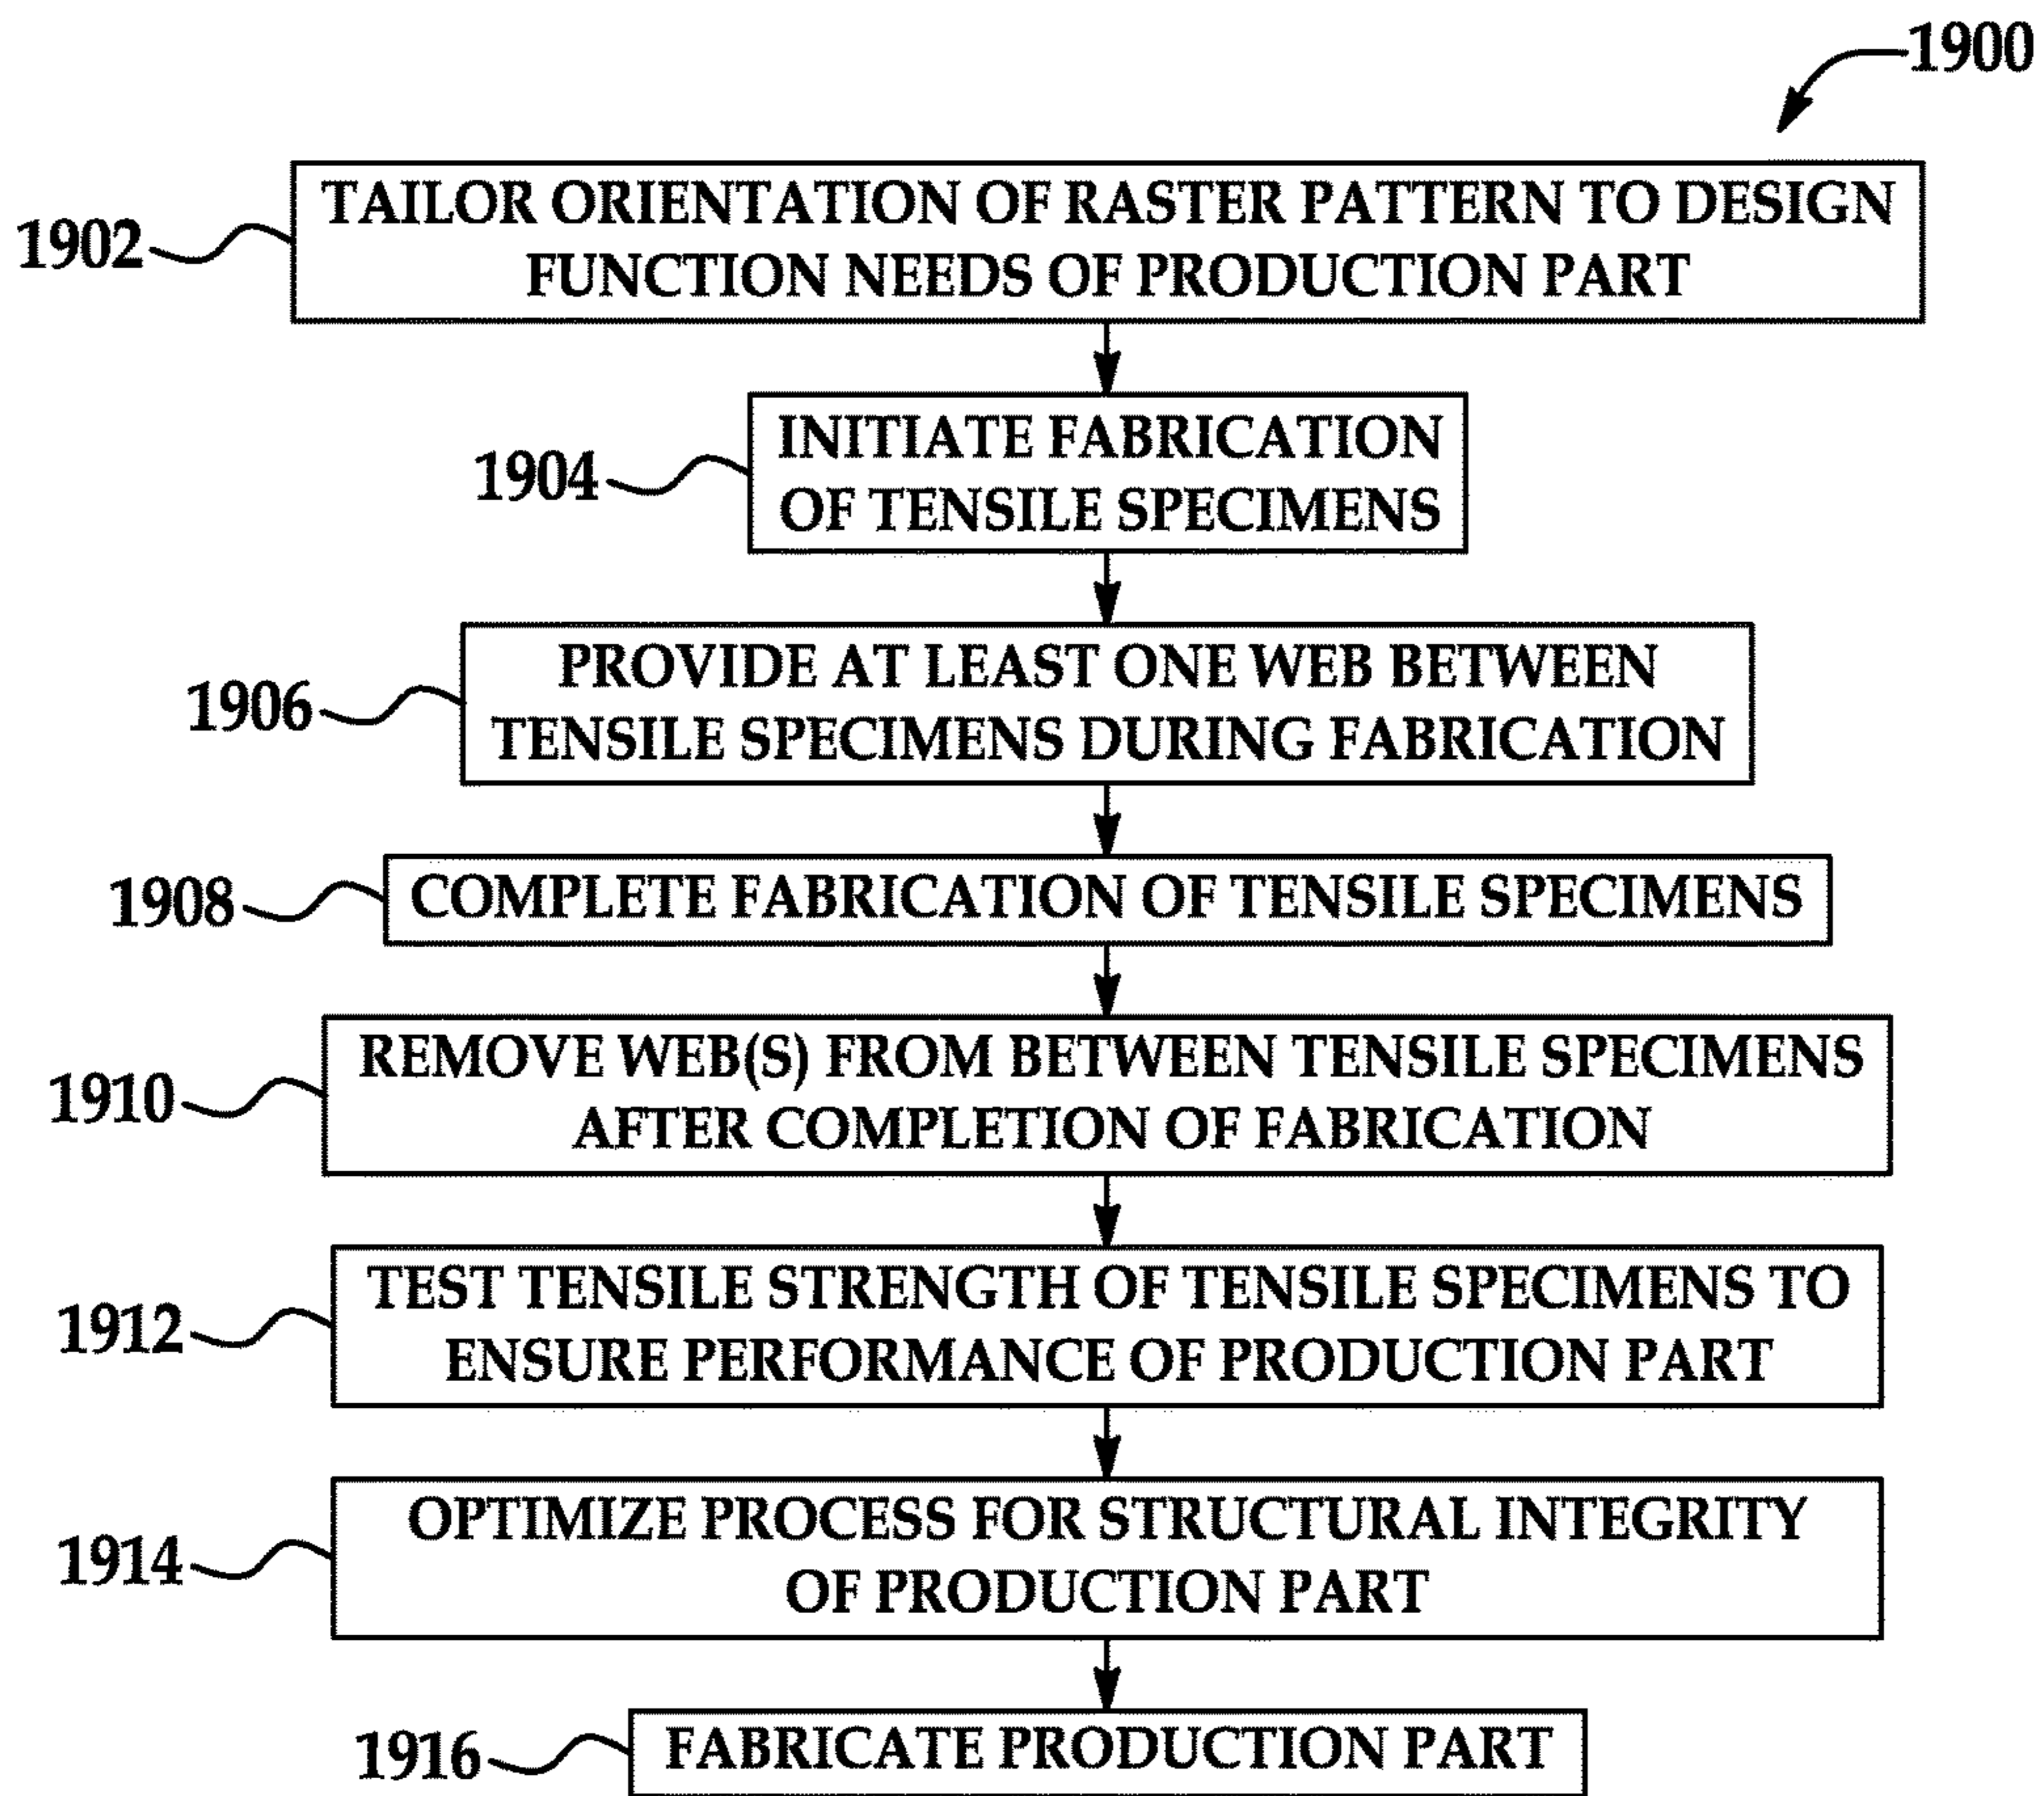 1900
1902
TAILOR ORIENTATION OF RASTER PATTERN TO DESIGN
FUNCTION NEEDS OF PRODUCTION PART
1904
INITIATE FABRICATION
OF TENSILE SPECIMENS
1906
PROVIDE AT LEAST ONE WEB BETWEEN
TENSILE SPECIMENS DURING FABRICATION
1908
COMPLETE FABRICATION OF TENSILE SPECIMENS
1910
REMOVE WEB(S) FROM BETWEEN TENSILE SPECIMENS
AFTER COMPLETION OF FABRICATION
1912
TEST TENSILE STRENGTH OF TENSILE SPECIMENS TO
ENSURE PERFORMANCE OF PRODUCTION PART
1914
OPTIMIZE PROCESS FOR STRUCTURAL INTEGRITY
OF PRODUCTION PART
1916
FABRICATE PRODUCTION PART